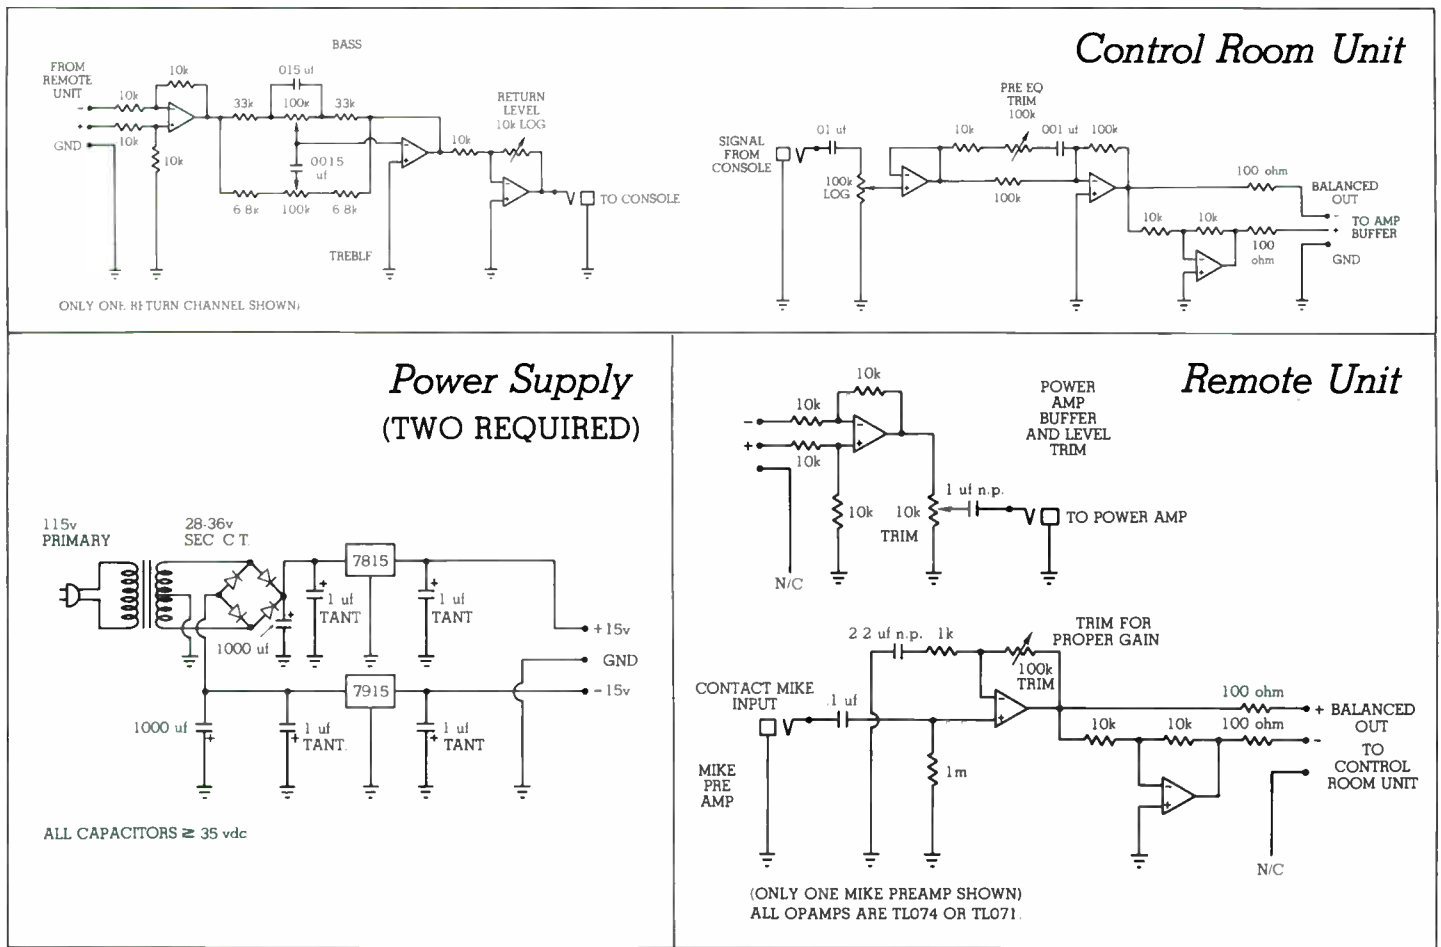 Control Room Unit
BASS
FROM
REMOTE
UNIT
-
+
GND
10k
10k
10k
10k
015 uf
33k
100k
33k
0015
uf
6 8k
100k
6 8k
TREBLF
10k
RETURN
LEVEL
10k LOG
TO CONSOLE
ONLY ONE RETURN CHANNEL SHOWN)
SIGNAL
FROM
CONSOLE
01 uf
100k
LOG
10k
PRE EQ
TRIM
100k
001 uf
100k
100k
100 ohm
BALANCED
OUT
-
TO AMP
BUFFER
+
GND
10k
10k
100
ohm
Power Supply
(TWO REQUIRED)
115v
PRIMARY
28-36v
SEC C T.
1000 uf
1 uf
TANT
7815
1 uf
TANT
+15v
GND
-15v
1000 uf
1 uf
TANT.
7915
1 uf
TANT
ALL CAPACITORS ≥ 35 vdc
Remote Unit
10k
10k
-
+
10k
10k
10k
TRIM
N/C
POWER
AMP
BUFFER
AND LEVEL
TRIM
1 uf n.p.
TO POWER AMP
2 2 uf n.p.
1k
TRIM FOR
PROPER GAIN
100k
TRIM
CONTACT MIKE
INPUT
.1 uf
MIKE
PRE
AMP
1m
100 ohm
+ BALANCED
OUT
10k
10k
100 ohm
-
TO
CONTROL
ROOM UNIT
N/C
(ONLY ONE MIKE PREAMP SHOWN)
ALL OPAMPS ARE TL074 OR TL071.